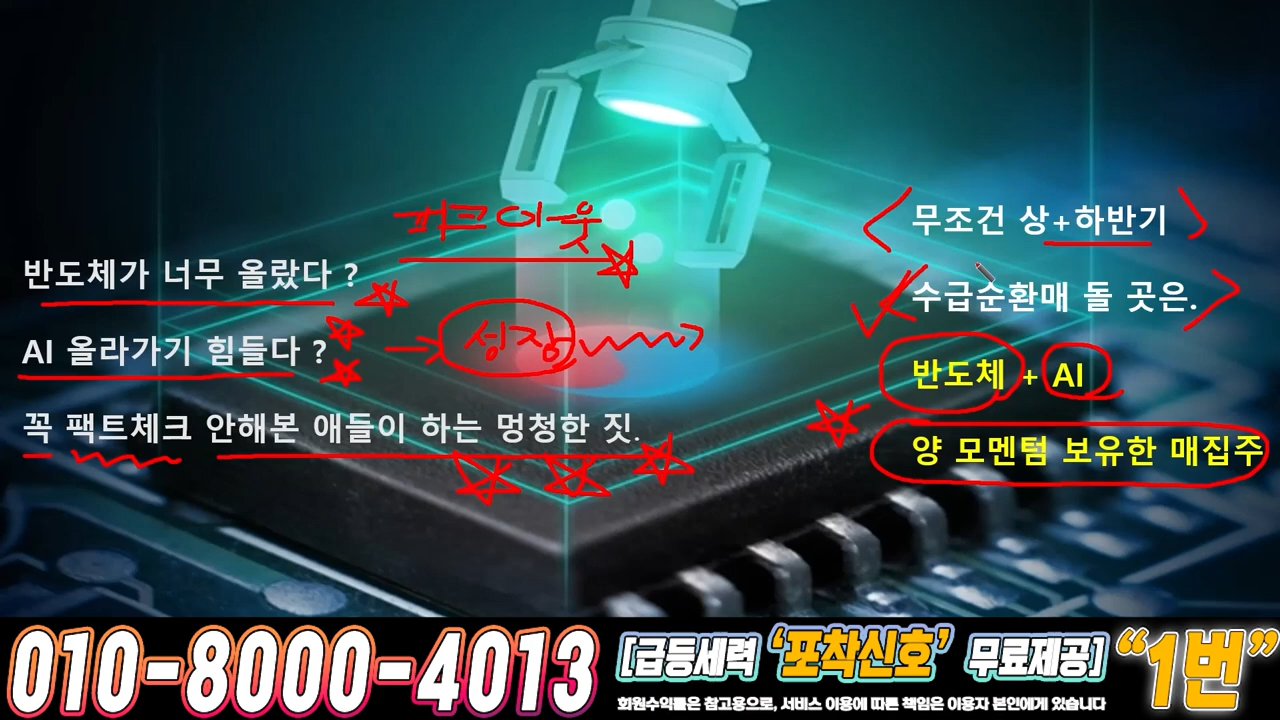 피크아웃
반도체가 너무 올랐다 ?
AI 올라가기 힘들다 ?
성장
꼭 팩트체크 안해본 애들이 하는 멍청한 짓.
무조건 상+하반기
수급순환매 돌 곳은.
반도체 + AI
양 모멘텀 보유한 매집주
010-8000-4013
[급등세력 ‘포착신호’ 무료제공] “1번”
회원수익률은 참고용으로, 서비스 이용에 따른 책임은 이용자 본인에게 있습니다